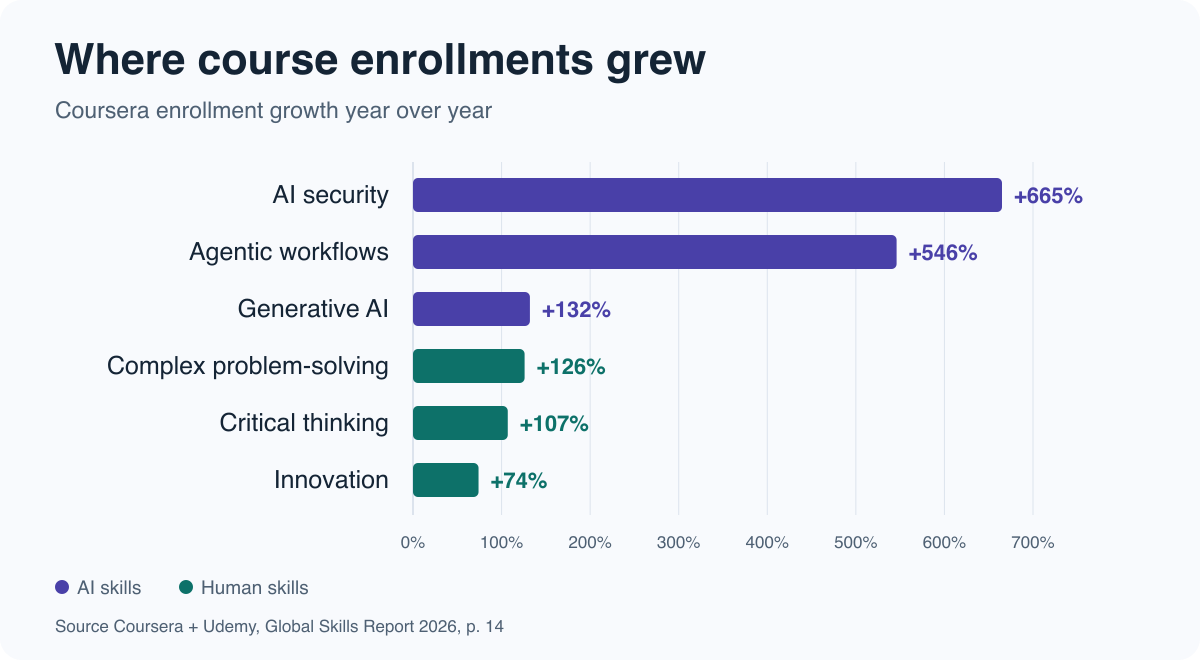 Where course enrollments grew
Coursera enrollment growth year over year
AI security
+665%
Agentic workflows
+546%
Generative AI
+132%
Complex problem-solving
+126%
Critical thinking
+107%
Innovation
+74%
0% 100% 200% 300% 400% 500% 600% 700%
AI skills Human skills
Source Coursera + Udemy, Global Skills Report 2026, p. 14